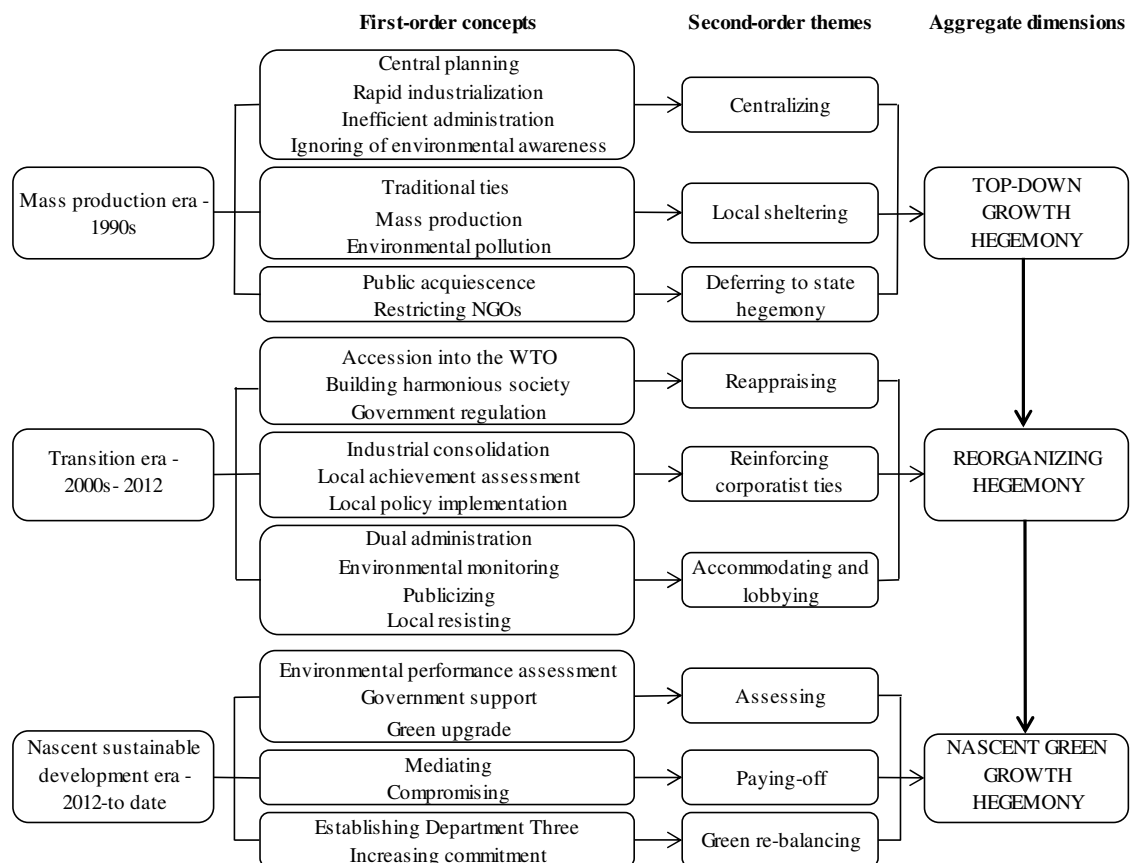 First-order concepts
Second-order themes
Aggregate dimensions
Mass production era -
1990s
Central planning
Rapid industrialization
Inefficient administration
Ignoring of environmental awareness
Centralizing
Traditional ties
Mass production
Environmental pollution
Local sheltering
Public acquiescence
Restricting NGOs
Deferring to state
hegemony
TOP-DOWN
GROWTH
HEGEMONY
Transition era -
2000s- 2012
Accession into the WTO
Building harmonious society
Government regulation
Reappraising
Industrial consolidation
Local achievement assessment
Local policy implementation
Reinforcing
corporatist ties
Dual administration
Environmental monitoring
Publicizing
Local resisting
Accommodating and
lobbying
REORGANIZING
HEGEMONY
Nascent sustainable
development era -
2012-to date
Environmental performance assessment
Government support
Green upgrade
Assessing
Mediating
Compromising
Paying-off
Establishing Department Three
Increasing commitment
Green re-balancing
NASCENT GREEN
GROWTH
HEGEMONY